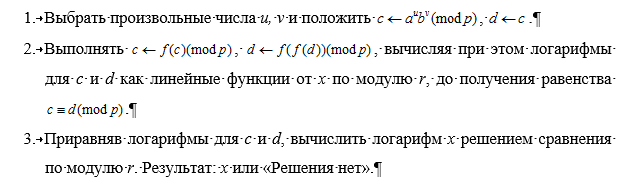 1. Выбрать произвольные числа u, v и положить c ← a^u b^v (mod p), d ← c.¶
2. Выполнять c ← f(c)(mod p), d ← f(f(d))(mod p), вычисляя при этом логарифмы
для c и d как линейные функции от x по модулю r, до получения равенства
c ≡ d (mod p).¶
3. Приравняв логарифмы для c и d, вычислить логарифм x решением сравнения
по модулю r. Результат: x или «Решения нет».¶